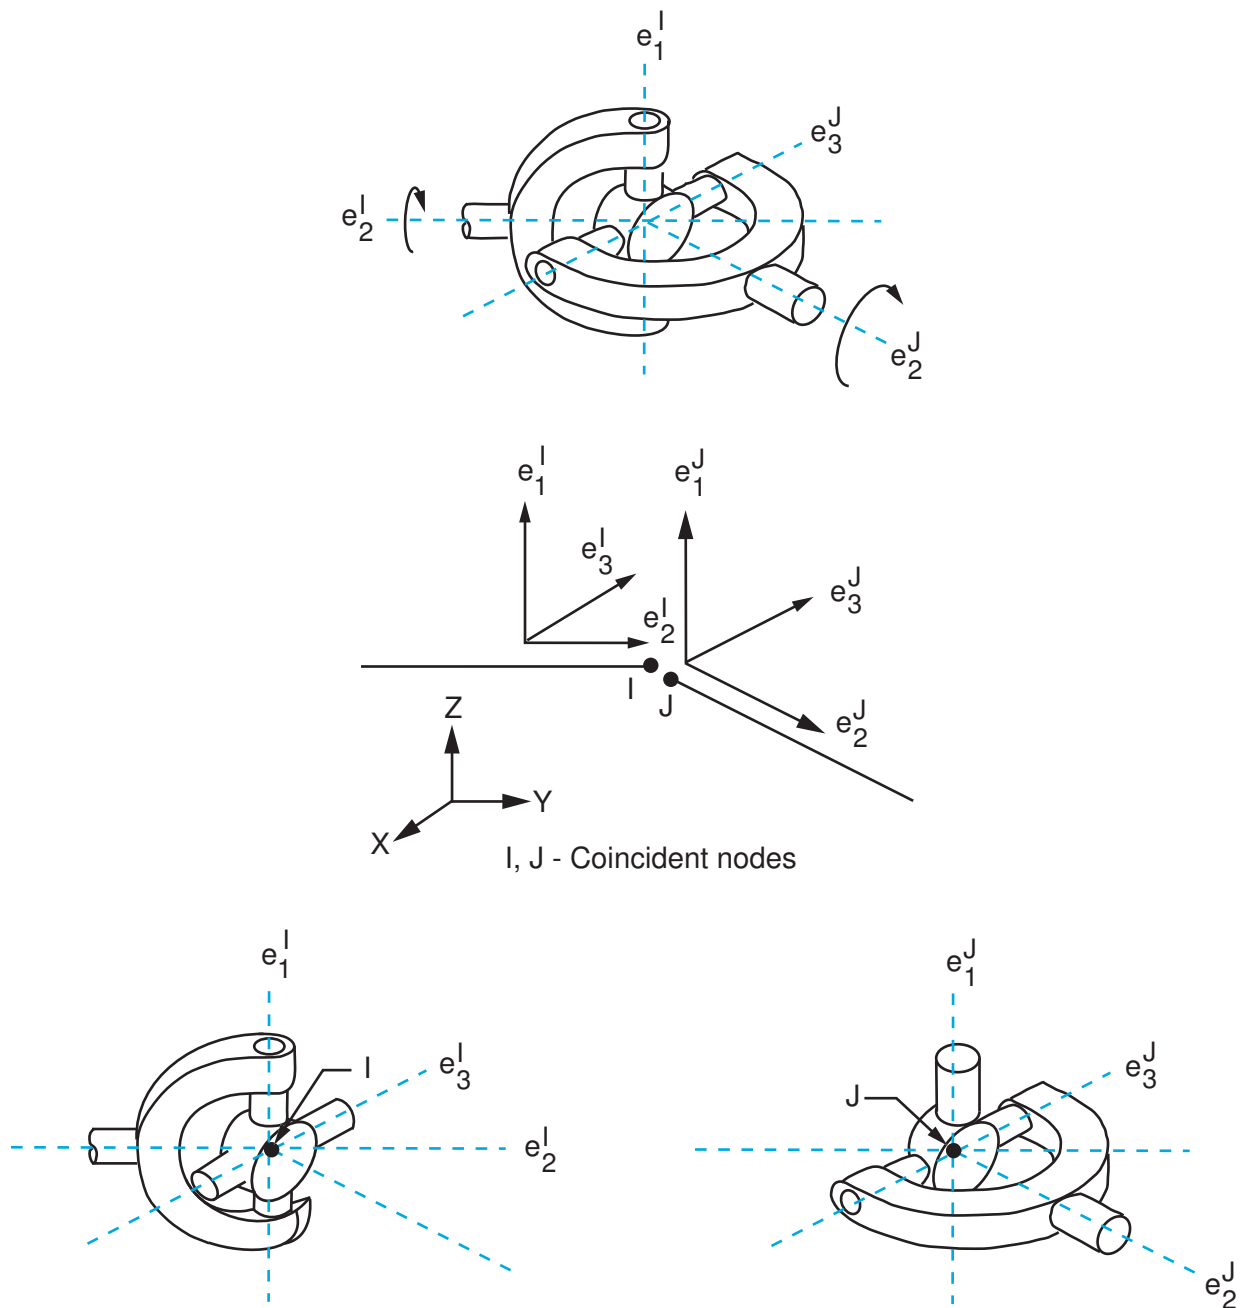 e₁ᴵ
e₃ᴶ
e₂ᴵ
e₂ᴶ
e₁ᴵ
e₁ᴶ
e₃ᴵ
e₃ᴶ
e₂ᴵ
I
J
e₂ᴶ
Z
Y
X
I, J - Coincident nodes
e₁ᴵ
e₁ᴶ
I
e₃ᴵ
e₃ᴶ
J
e₂ᴵ
e₂ᴶ